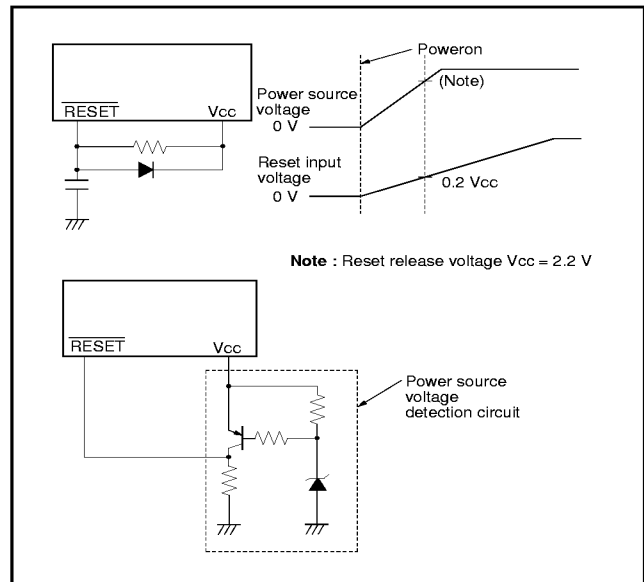 Poweron
(Note)
Power source
voltage
0 V
RESET
Vcc
Reset input
voltage
0 V
0.2 Vcc
Note : Reset release voltage Vcc = 2.2 V
RESET
Vcc
Power source
voltage
detection circuit